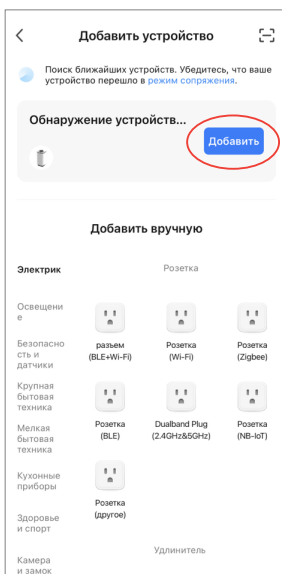 Добавить устройство
Поиск ближайших устройств. Убедитесь, что ваше
устройство перешло в режим сопряжения.
Обнаружение устройств...
Добавить
Добавить вручную
Электрик
Розетка
Освещени
е
разъем
(BLE+Wi-Fi)
Розетка
(Wi-Fi)
Розетка
(Zigbee)
Безопасно
сть и
датчики
Крупная
бытовая
техника
Розетка
(BLE)
Dualband Plug
(2.4GHz&5GHz)
Розетка
(NB-IoT)
Мелкая
бытовая
техника
Кухонные
приборы
Розетка
(другое)
Здоровье
и спорт
Удлинитель
Камера
и замок